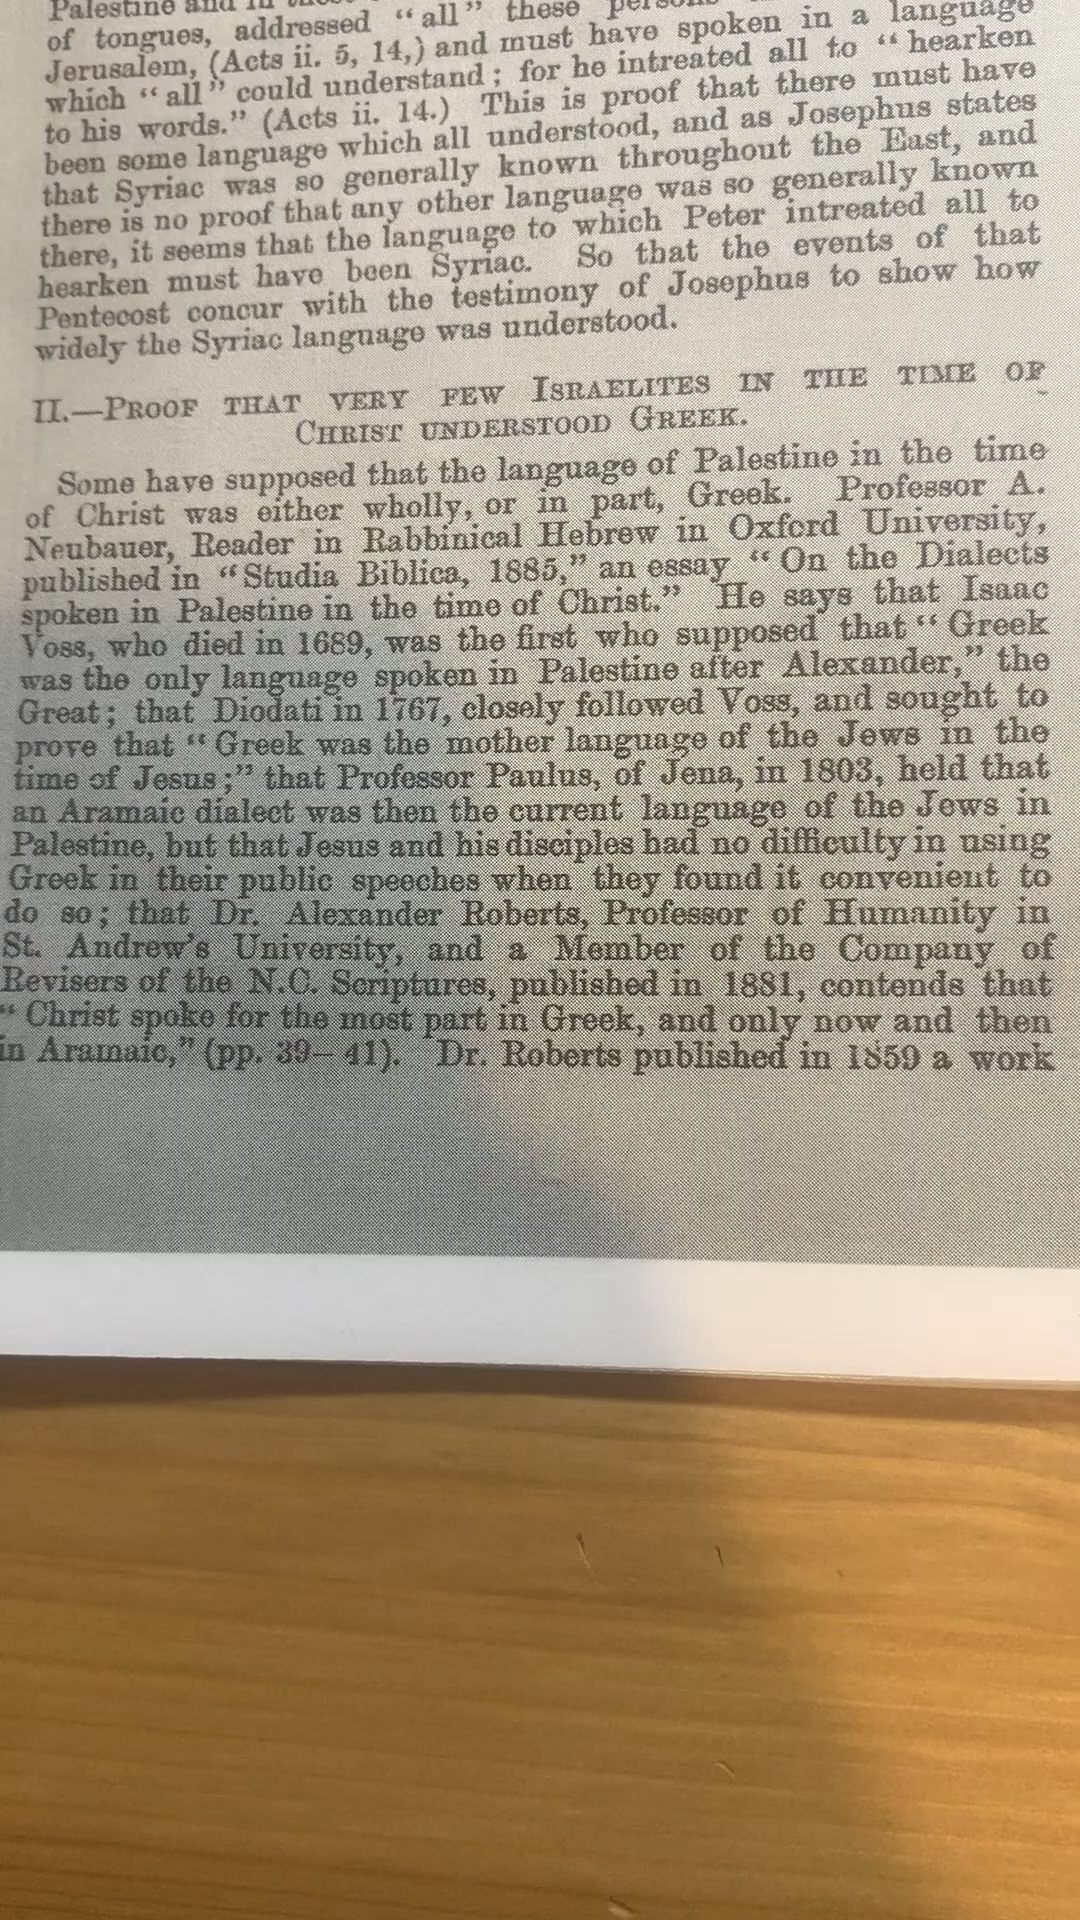 Palestine and in
of tongues, addressed “all” these
Jerusalem, (Acts ii. 5, 14,) and must have spoken in a language
which “all” could understand; for he intreated all to “hearken
to his words.” (Acts ii. 14.) This is proof that there must have
been some language which all understood, and as Josephus states
that Syriac was so generally known throughout the East, and
there is no proof that any other language was so generally known
there, it seems that the language to which Peter intreated all to
hearken must have been Syriac. So that the events of that
Pentecost concur with the testimony of Josephus to show how
widely the Syriac language was understood.
II.—Proof that very few Israelites in the time of
Christ understood Greek.
Some have supposed that the language of Palestine in the time
of Christ was either wholly, or in part, Greek. Professor A.
Neubauer, Reader in Rabbinical Hebrew in Oxford University,
published in “Studia Biblica, 1885,” an essay “On the Dialects
spoken in Palestine in the time of Christ.” He says that Isaac
Voss, who died in 1689, was the first who supposed that “Greek
was the only language spoken in Palestine after Alexander,” the
Great; that Diodati in 1767, closely followed Voss, and sought to
prove that “Greek was the mother language of the Jews in the
time of Jesus;” that Professor Paulus, of Jena, in 1803, held that
an Aramaic dialect was then the current language of the Jews in
Palestine, but that Jesus and his disciples had no difficulty in using
Greek in their public speeches when they found it convenient to
do so; that Dr. Alexander Roberts, Professor of Humanity in
St. Andrew’s University, and a Member of the Company of
Revisers of the N.C. Scriptures, published in 1881, contends that
“Christ spoke for the most part in Greek, and only now and then
in Aramaic,” (pp. 39–41). Dr. Roberts published in 1859 a work